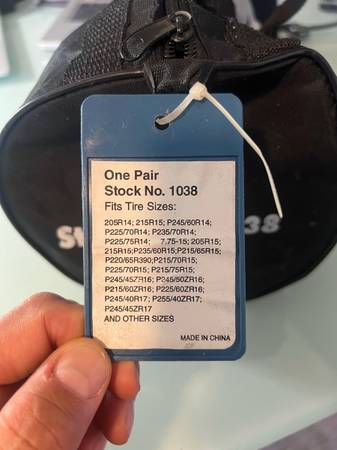 One Pair
Stock No. 1038
Fits Tire Sizes:
205R14; 215R15; P245/60R14;
P225/70R14; P235/70R14;
P225/75R14; 7.75-15; 205R15;
215R15;P235/60R15;P215/65R15;
P220/65R390;P215/70R15;
P225/70R15; P215/75R15;
P245/45ZR16; P245/50ZR16;
P215/60ZR16; P225/60ZR16;
P245/40R17; P255/40ZR17;
P245/45ZR17
AND OTHER SIZES
MADE IN CHINA
38